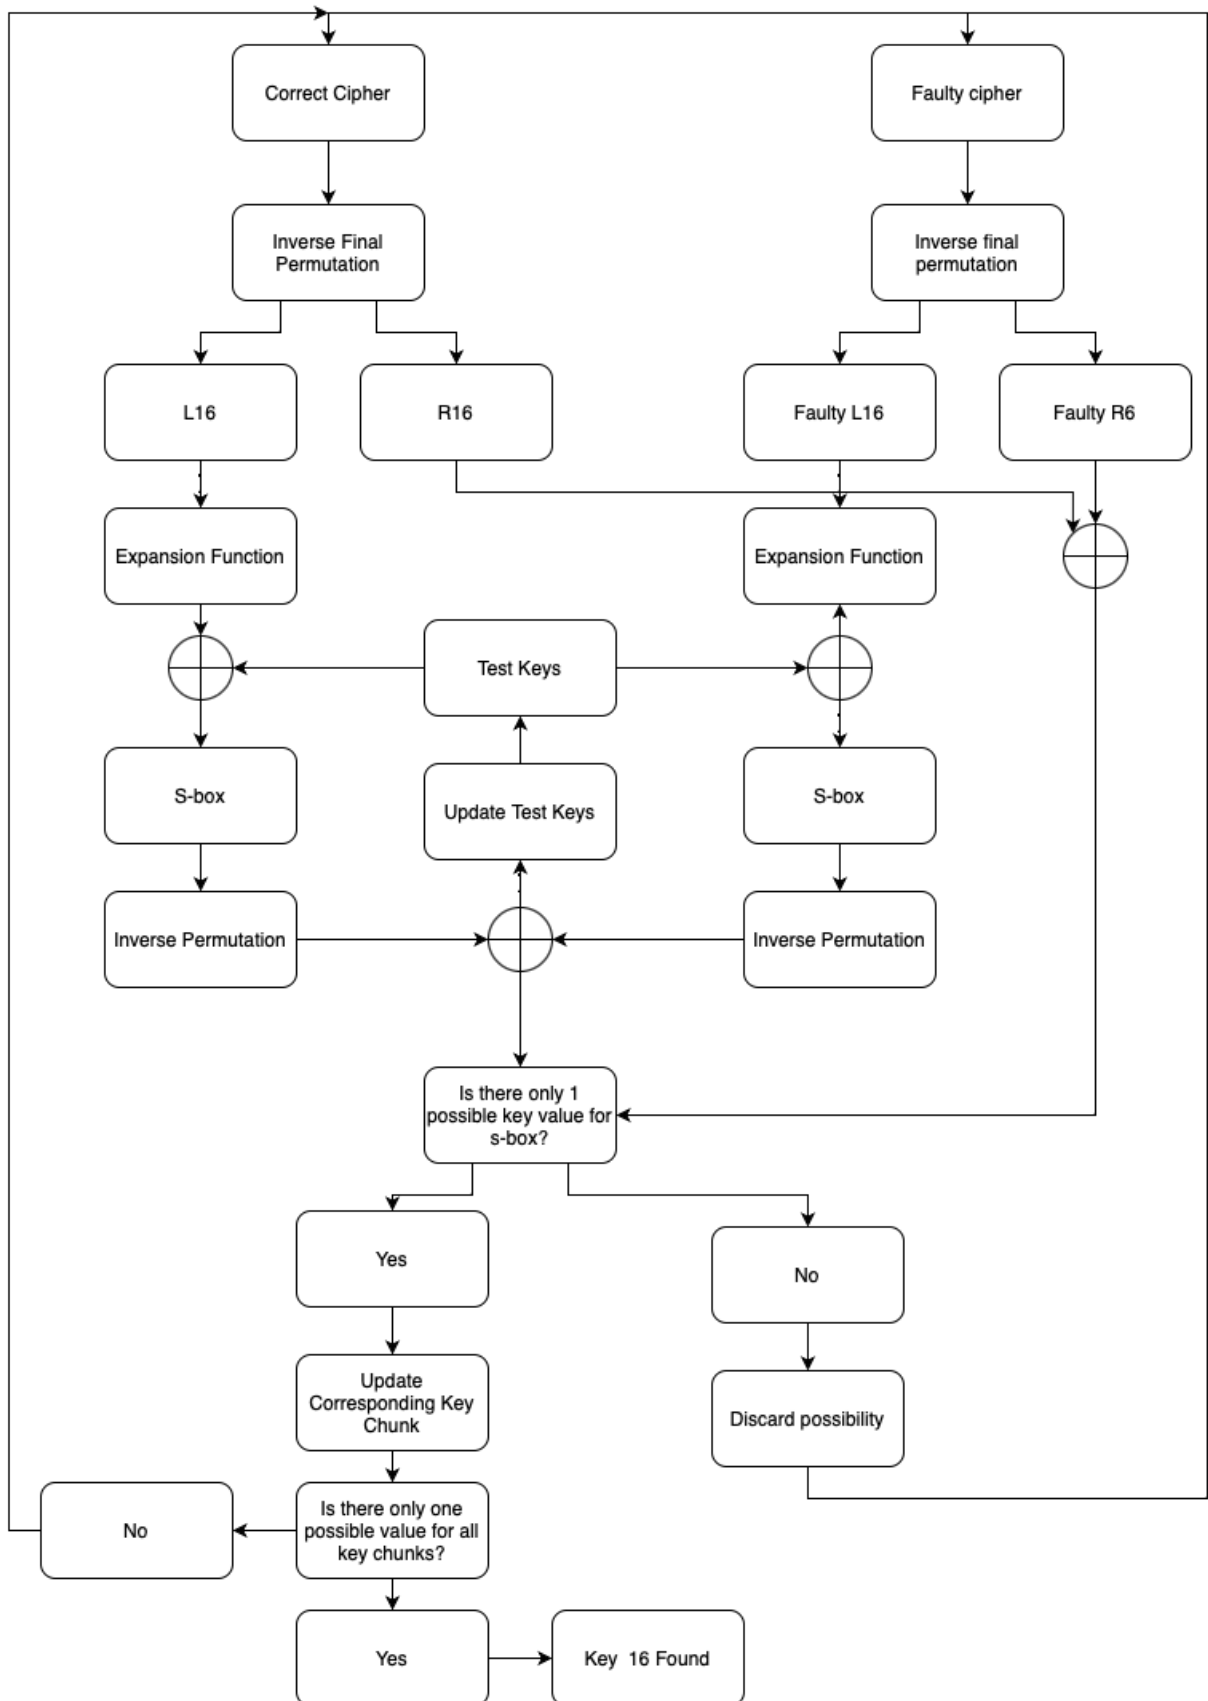 Correct Cipher
Faulty cipher
Inverse Final
Permutation
Inverse final
permutation
L16
R16
Faulty L16
Faulty R6
Expansion Function
Expansion Function
Test Keys
S-box
Update Test Keys
S-box
Inverse Permutation
Inverse Permutation
Is there only 1
possible key value for
s-box?
Yes
No
Update
Corresponding Key
Chunk
Discard possibility
No
Is there only one
possible value for all
key chunks?
Yes
Key 16 Found